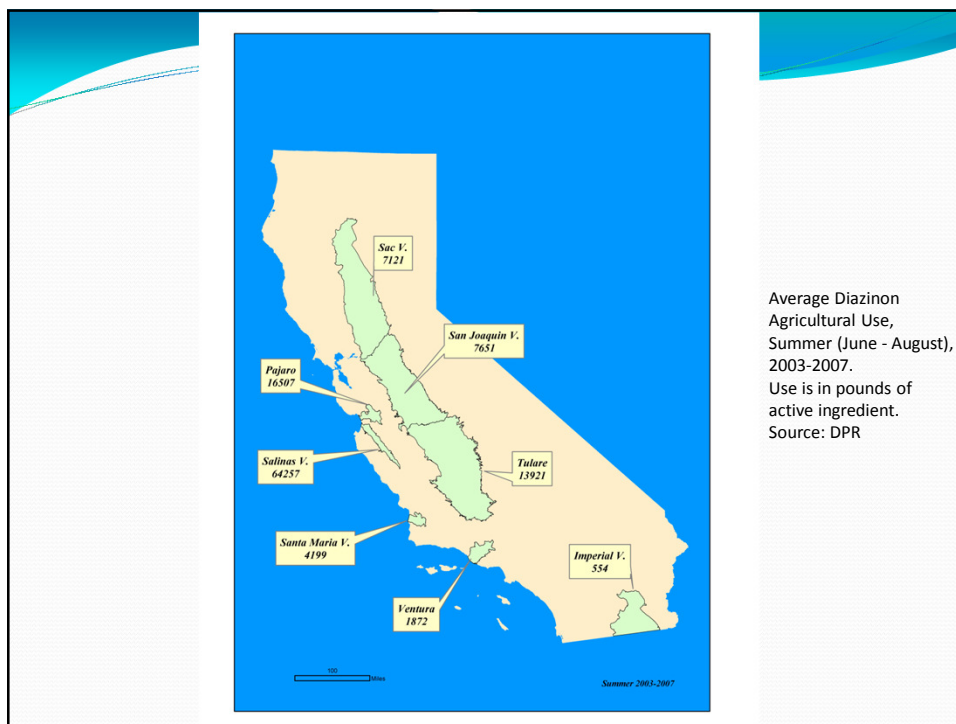 Sac V.
7121
San Joaquin V.
7651
Pajaro
16507
Salinas V.
64257
Tulare
13921
Santa Maria V.
4199
Imperial V.
554
Ventura
1872
100
Miles
Summer 2003-2007
Average Diazinon
Agricultural Use,
Summer (June - August),
2003-2007.
Use is in pounds of
active ingredient.
Source: DPR